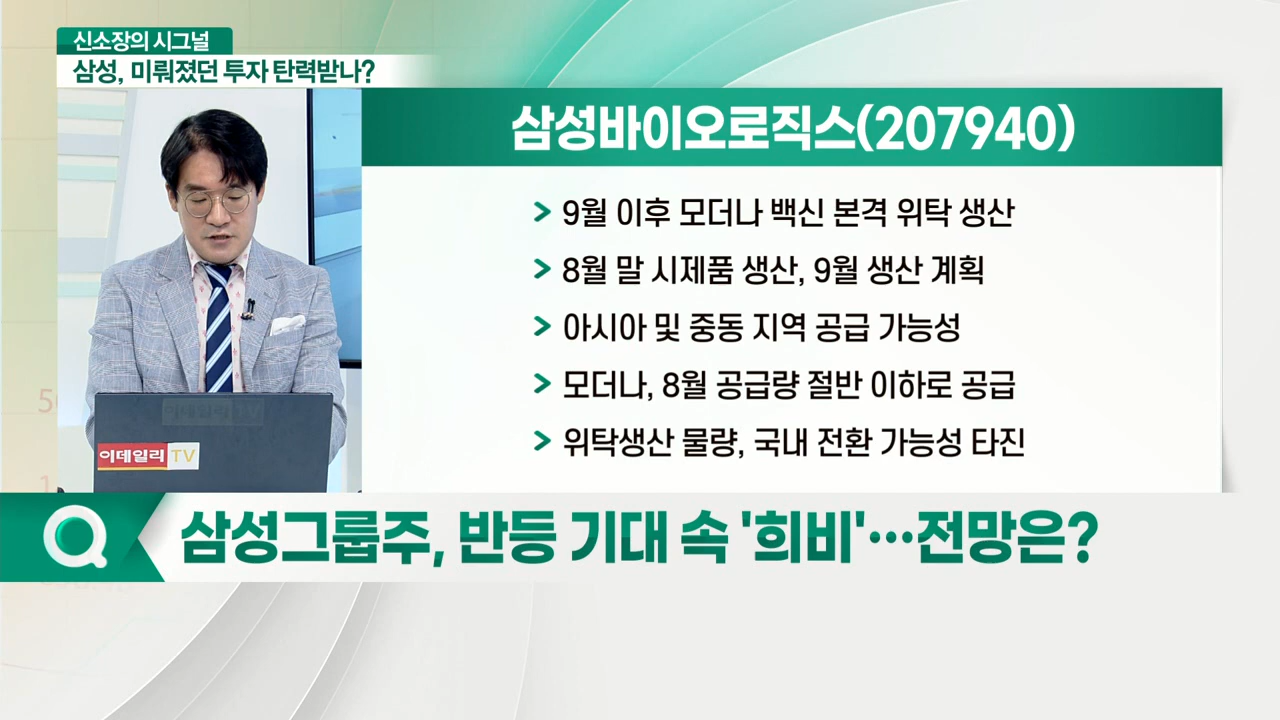 신소장의 시그널
삼성, 미뤄졌던 투자 탄력받나?
삼성바이오로직스(207940)
> 9월 이후 모더나 백신 본격 위탁 생산
> 8월 말 시제품 생산, 9월 생산 계획
> 아시아 및 중동 지역 공급 가능성
> 모더나, 8월 공급량 절반 이하로 공급
> 위탁생산 물량, 국내 전환 가능성 타진
이데일리TV
이데일리TV
Q 삼성그룹주, 반등 기대 속 '희비'…전망은?